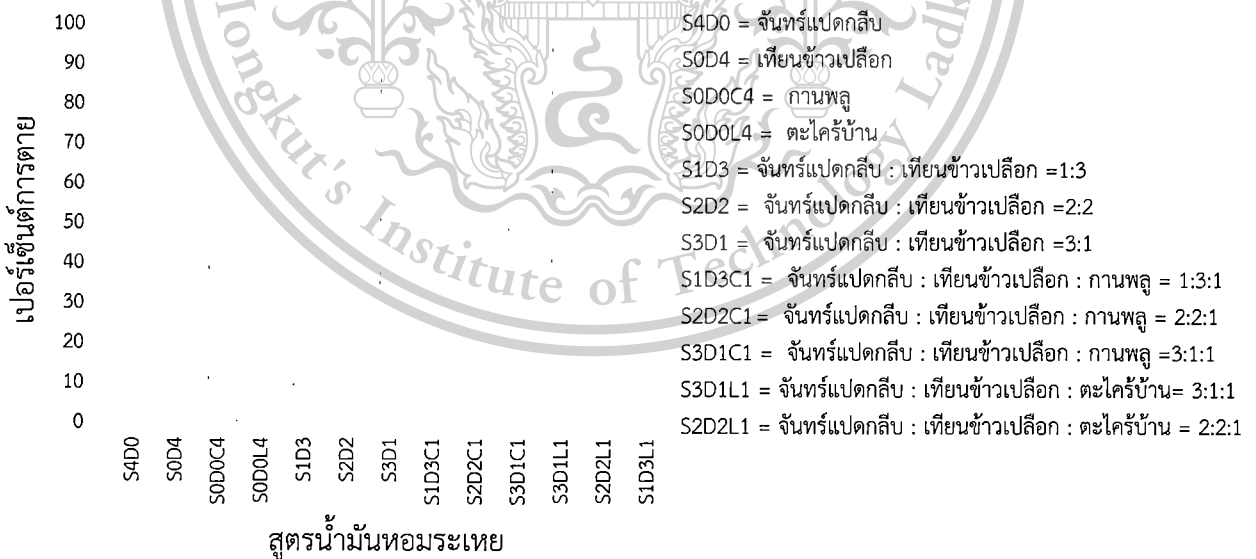 100
90
80
70
60
50
40
30
20
10
0
เปอร์เซ็นต์การตาย
S4D0
S0D4
S0D0C4
S0D0L4
S1D3
S2D2
S3D1
S1D3C1
S2D2C1
S3D1C1
S3D1L1
S2D2L1
S1D3L1
สูตรน้ำมันหอมระเหย
S4D0 = จันทร์แปดกลีบ
S0D4 = เทียนข้าวเปลือก
S0D0C4 = กานพลู
S0D0L4 = ตะไคร้บ้าน
S1D3 = จันทร์แปดกลีบ : เทียนข้าวเปลือก =1:3
S2D2 = จันทร์แปดกลีบ : เทียนข้าวเปลือก =2:2
S3D1 = จันทร์แปดกลีบ : เทียนข้าวเปลือก =3:1
S1D3C1 = จันทร์แปดกลีบ : เทียนข้าวเปลือก : กานพลู = 1:3:1
S2D2C1 = จันทร์แปดกลีบ : เทียนข้าวเปลือก : กานพลู = 2:2:1
S3D1C1 = จันทร์แปดกลีบ : เทียนข้าวเปลือก : กานพลู =3:1:1
S3D1L1 = จันทร์แปดกลีบ : เทียนข้าวเปลือก : ตะไคร้บ้าน= 3:1:1
S2D2L1 = จันทร์แปดกลีบ : เทียนข้าวเปลือก : ตะไคร้บ้าน = 2:2:1
ongkut's Institute of Technology Ladk